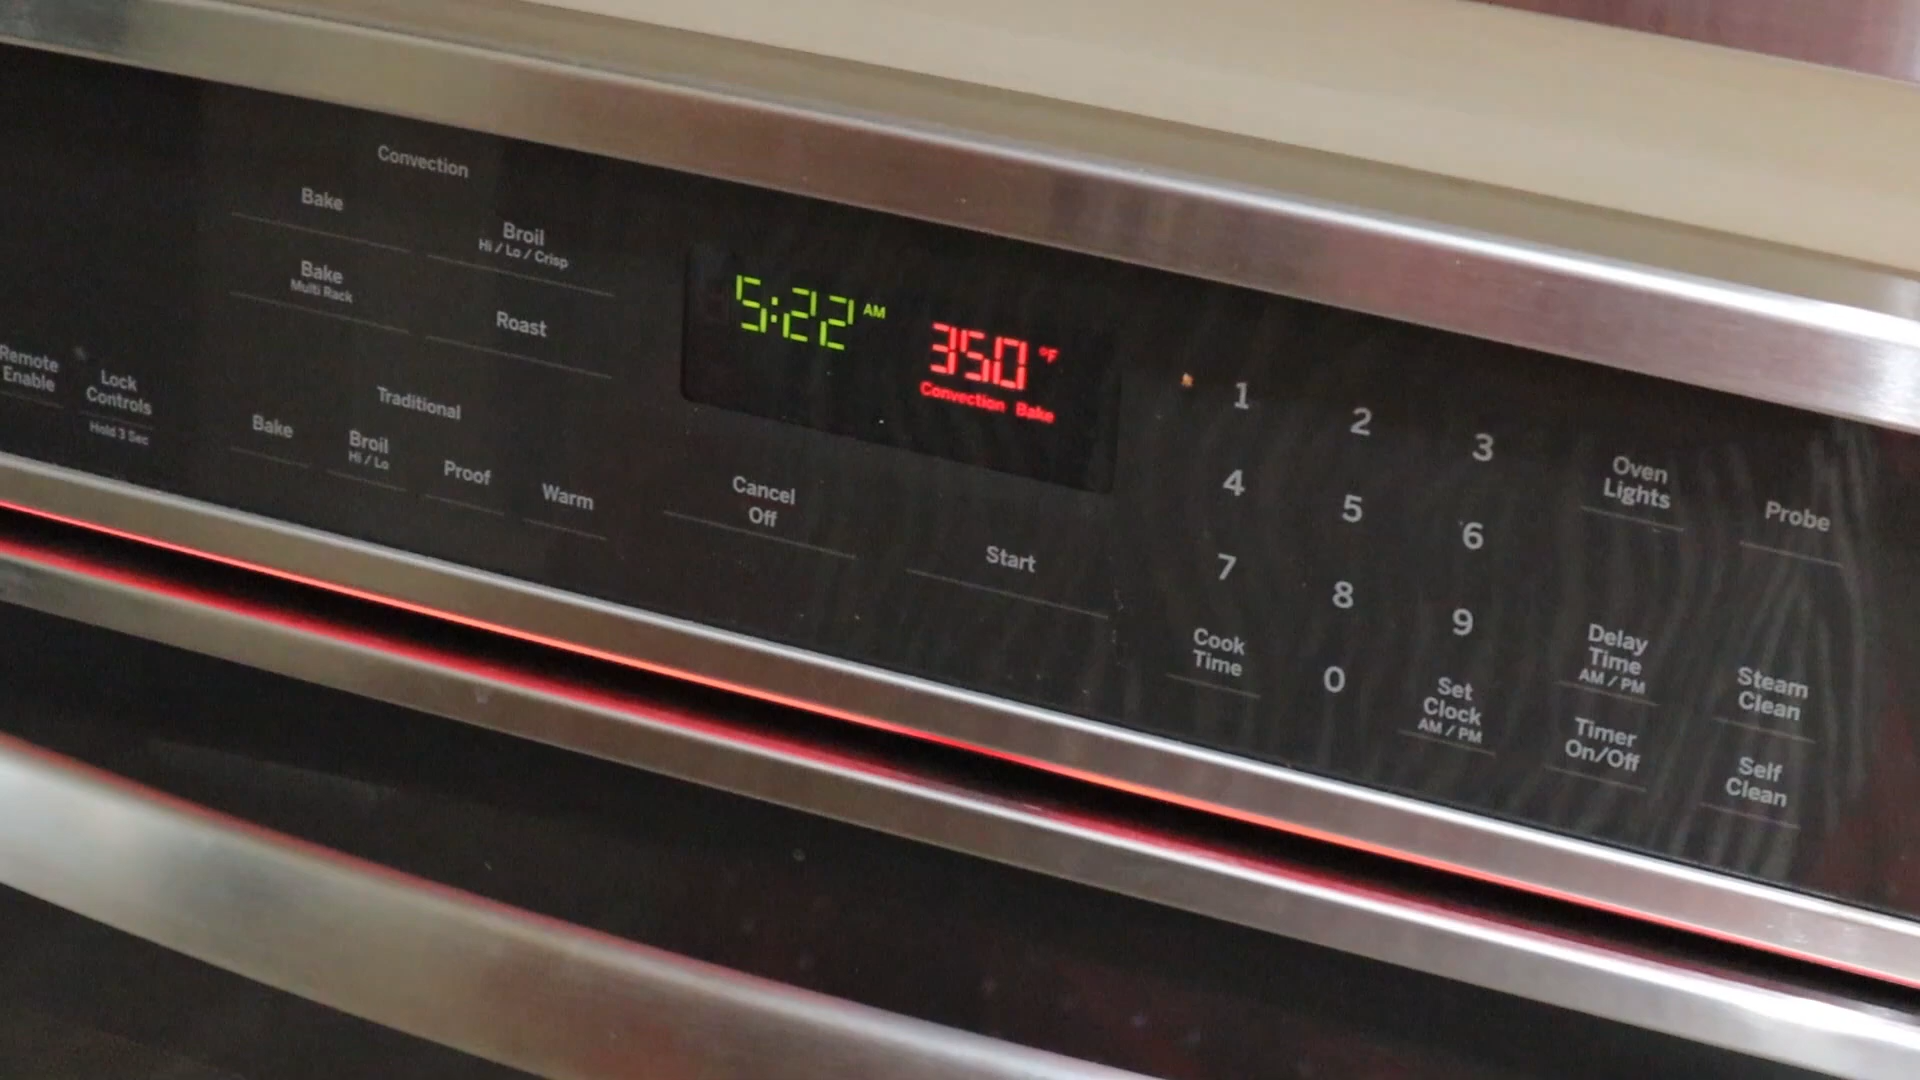 Convection
Bake
Broil
Hi / Lo / Crisp
Bake
Multi Rack
Roast
Remote
Enable
Lock
Controls
Hold 3 Sec
Traditional
Bake
Broil
Hi / Lo
Proof
Warm
5:22 AM
350 °F
Convection Bake
Cancel
Off
Start
1 2 3
4 5 6
7 8 9
Cook
Time
0
Set
Clock
AM / PM
Oven
Lights
Probe
Delay
Time
AM / PM
Steam
Clean
Timer
On/Off
Self
Clean